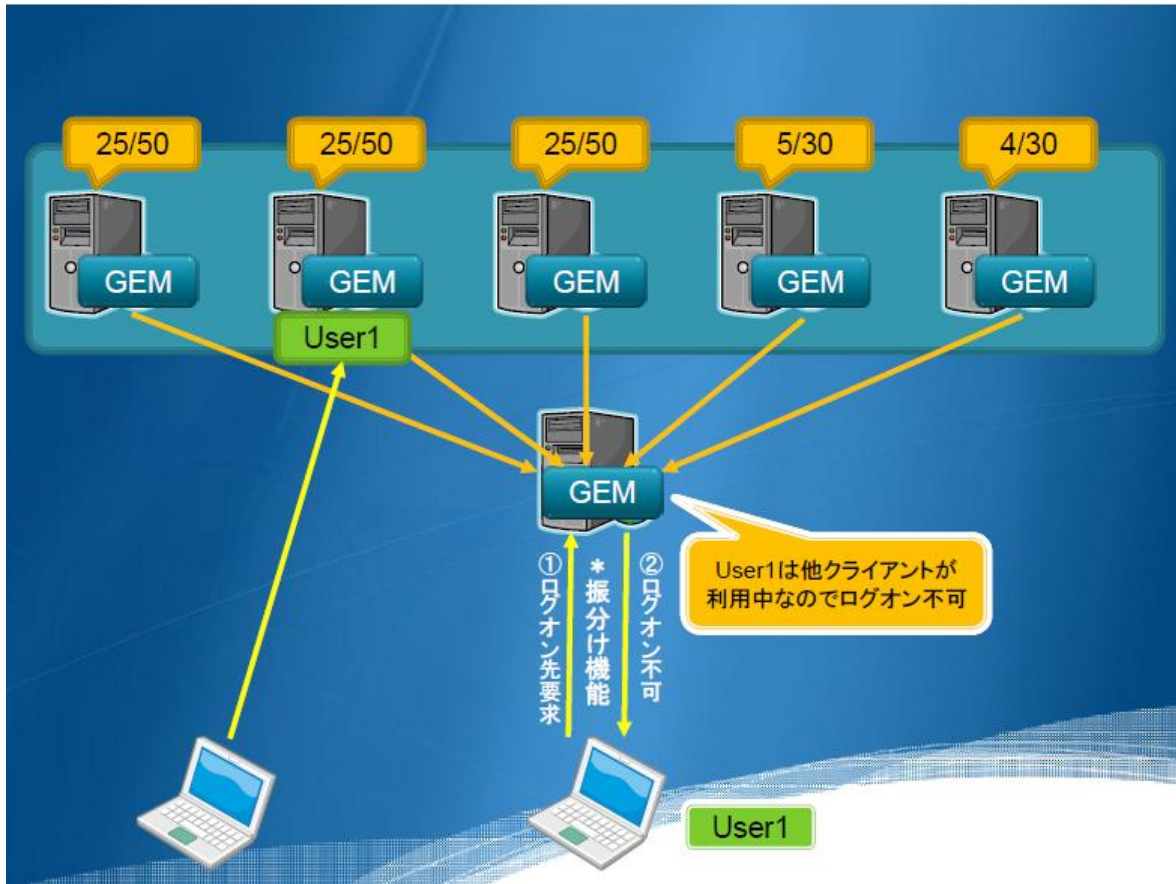 25/50
25/50
25/50
5/30
4/30
GEM
GEM
GEM
GEM
GEM
User1
GEM
User1は他クライアントが
利用中なのでログオン不可
①ログオン先要求
*振分け機能
②ログオン不可
User1